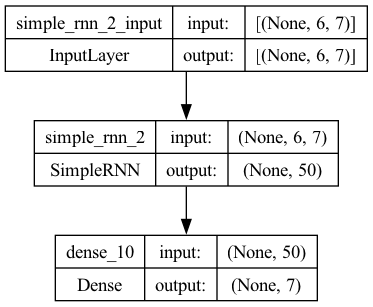 simple_rnn_2_input input: [(None, 6, 7)]
InputLayer output: [(None, 6, 7)]
simple_rnn_2 input: (None, 6, 7)
SimpleRNN output: (None, 50)
dense_10 input: (None, 50)
Dense output: (None, 7)